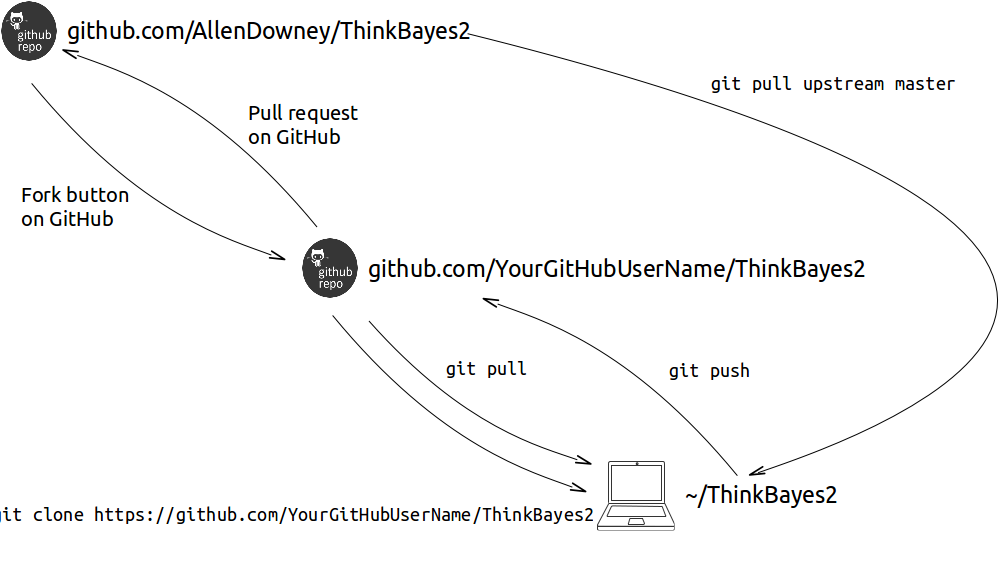 github
repo
github.com/AllenDowney/ThinkBayes2
git pull upstream master
Pull request
on GitHub
Fork button
on GitHub
github
repo
github.com/YourGitHubUserName/ThinkBayes2
git pull
git push
~/ThinkBayes2
git clone https://github.com/YourGitHubUserName/ThinkBayes2